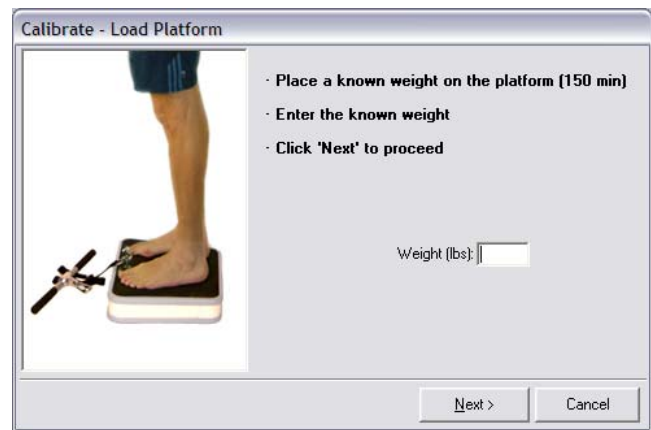 Calibrate - Load Platform
· Place a known weight on the platform (150 min)
· Enter the known weight
· Click 'Next' to proceed
Weight (lbs):
Next >
Cancel